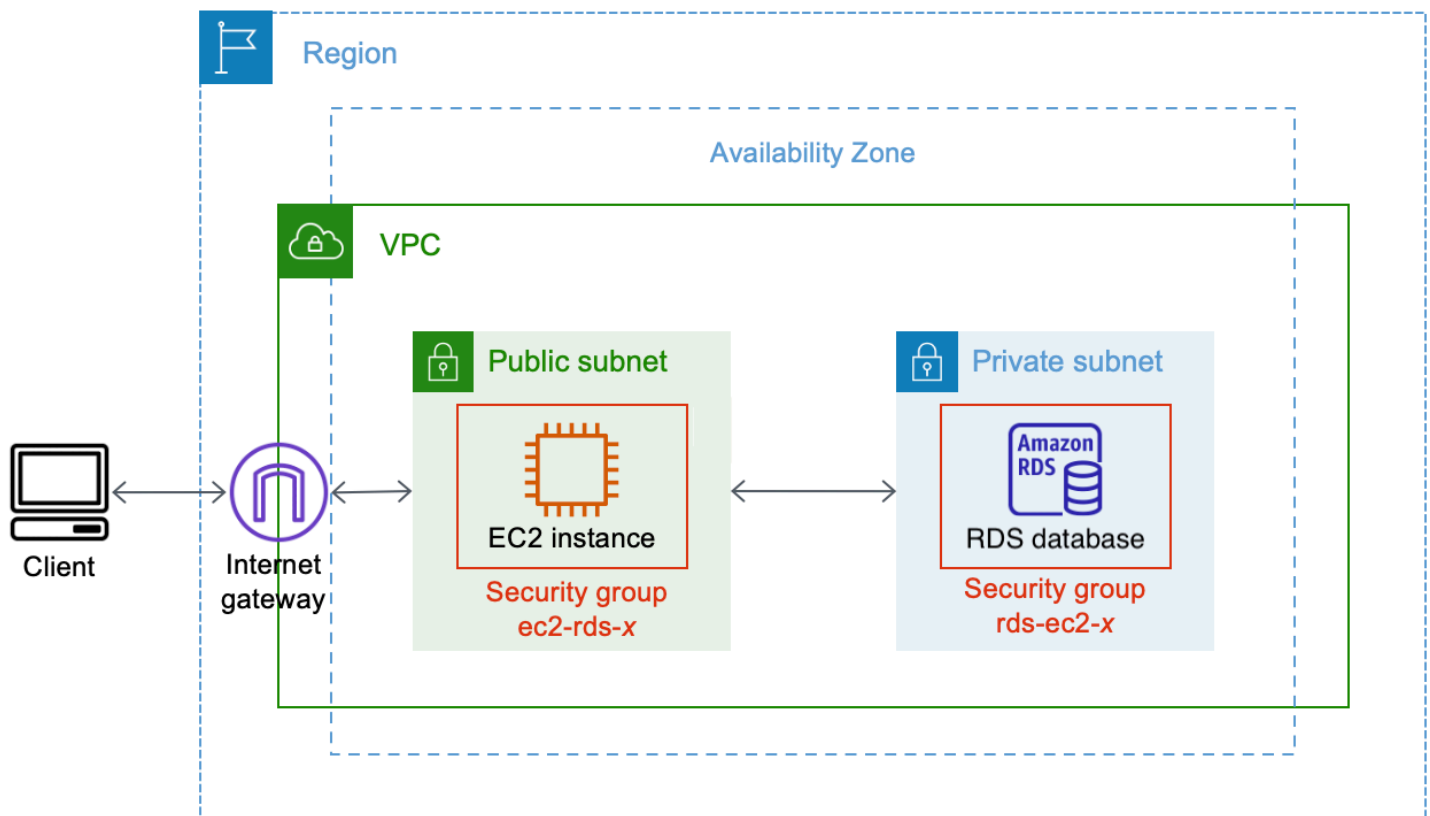 Region
Availability Zone
VPC
Public subnet
Private subnet
Amazon
RDS
EC2 instance
RDS database
Client
Internet
gateway
Security group
ec2-rds-x
Security group
rds-ec2-x